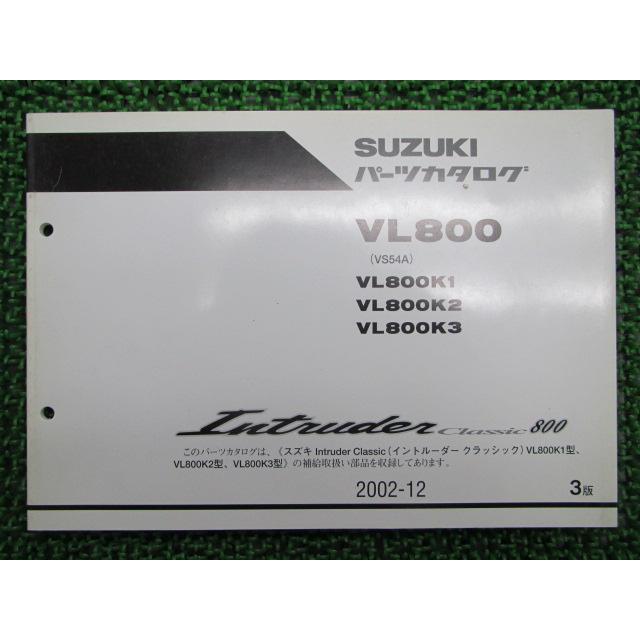 SUZUKI
パーツカタログ
VL800
(VS54A)
VL800K1
VL800K2
VL800K3
Intruder Classic 800
このパーツカタログは、《スズキ Intruder Classic(イントルーダー クラッシック)VL800K1型、
VL800K2型、VL800K3型》の補給取扱い部品を収録してあります。
2002-12
3版